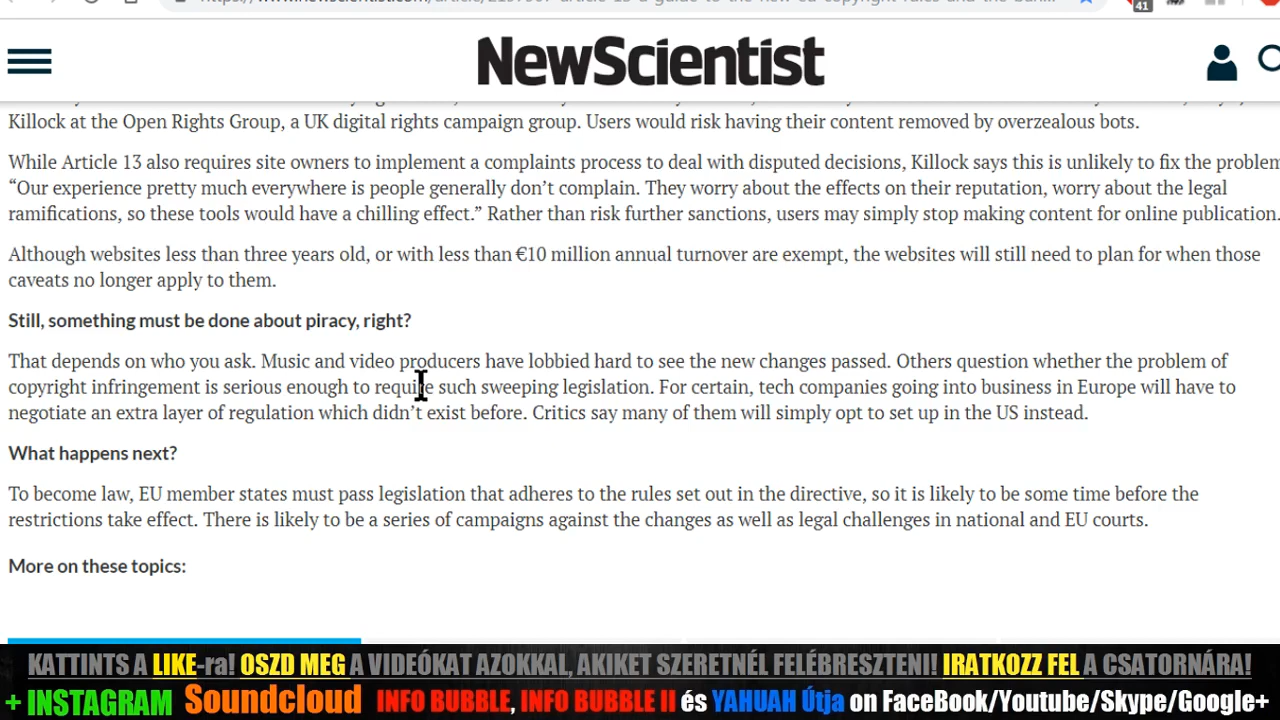 41
NewScientist
Killock at the Open Rights Group, a UK digital rights campaign group. Users would risk having their content removed by overzealous bots.
While Article 13 also requires site owners to implement a complaints process to deal with disputed decisions, Killock says this is unlikely to fix the problem
“Our experience pretty much everywhere is people generally don’t complain. They worry about the effects on their reputation, worry about the legal
ramifications, so these tools would have a chilling effect.” Rather than risk further sanctions, users may simply stop making content for online publication.
Although websites less than three years old, or with less than €10 million annual turnover are exempt, the websites will still need to plan for when those
caveats no longer apply to them.
Still, something must be done about piracy, right?
That depends on who you ask. Music and video producers have lobbied hard to see the new changes passed. Others question whether the problem of
copyright infringement is serious enough to require such sweeping legislation. For certain, tech companies going into business in Europe will have to
negotiate an extra layer of regulation which didn’t exist before. Critics say many of them will simply opt to set up in the US instead.
What happens next?
To become law, EU member states must pass legislation that adheres to the rules set out in the directive, so it is likely to be some time before the
restrictions take effect. There is likely to be a series of campaigns against the changes as well as legal challenges in national and EU courts.
More on these topics:
KATTINTS A LIKE-ra! OSZD MEG A VIDEÓKAT AZOKKAL, AKIKET SZERETNÉL FELÉBRESZTENI! IRATKOZZ FEL A CSATORNÁRA!
+ INSTAGRAM Soundcloud INFO BUBBLE, INFO BUBBLE II és YAHUAH Útja on FaceBook/Youtube/Skype/Google+